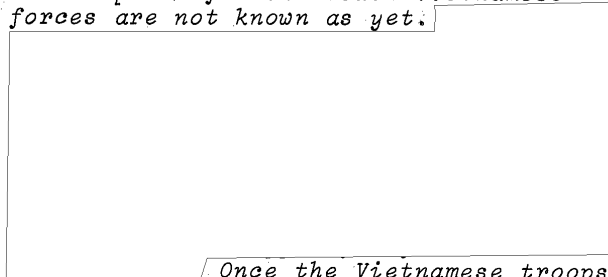 forces are not known as yet.
Once the Vietnamese troops